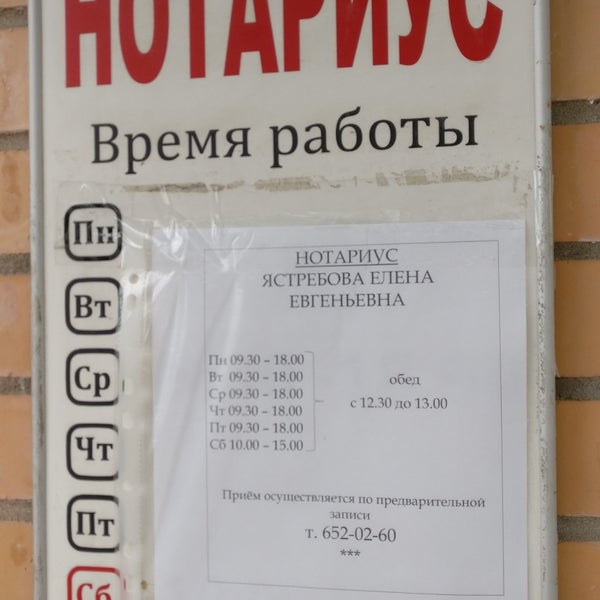 НОТАРИУС
Время работы
Пн
Вт
Ср
Чт
Пт
Сб
НОТАРИУС
ЯСТРЕБОВА ЕЛЕНА
ЕВГЕНЬЕВНА
Пн 09.30 – 18.00
Вт 09.30 – 18.00
Ср 09.30 – 18.00
Чт 09.30 – 18.00
Пт 09.30 – 18.00
Сб 10.00 – 15.00
обед
с 12.30 до 13.00
Приём осуществляется по предварительной
записи
т. 652-02-60
***